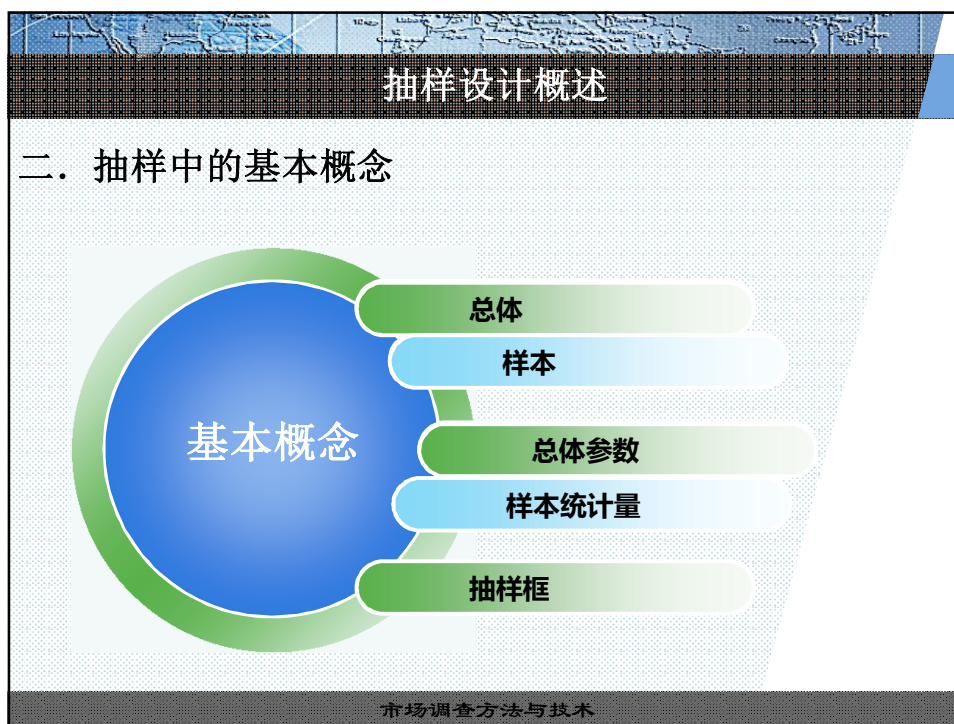 抽样设计概述
二．抽样中的基本概念
基本概念
总体
样本
总体参数
样本统计量
抽样框
市场调查方法与技术